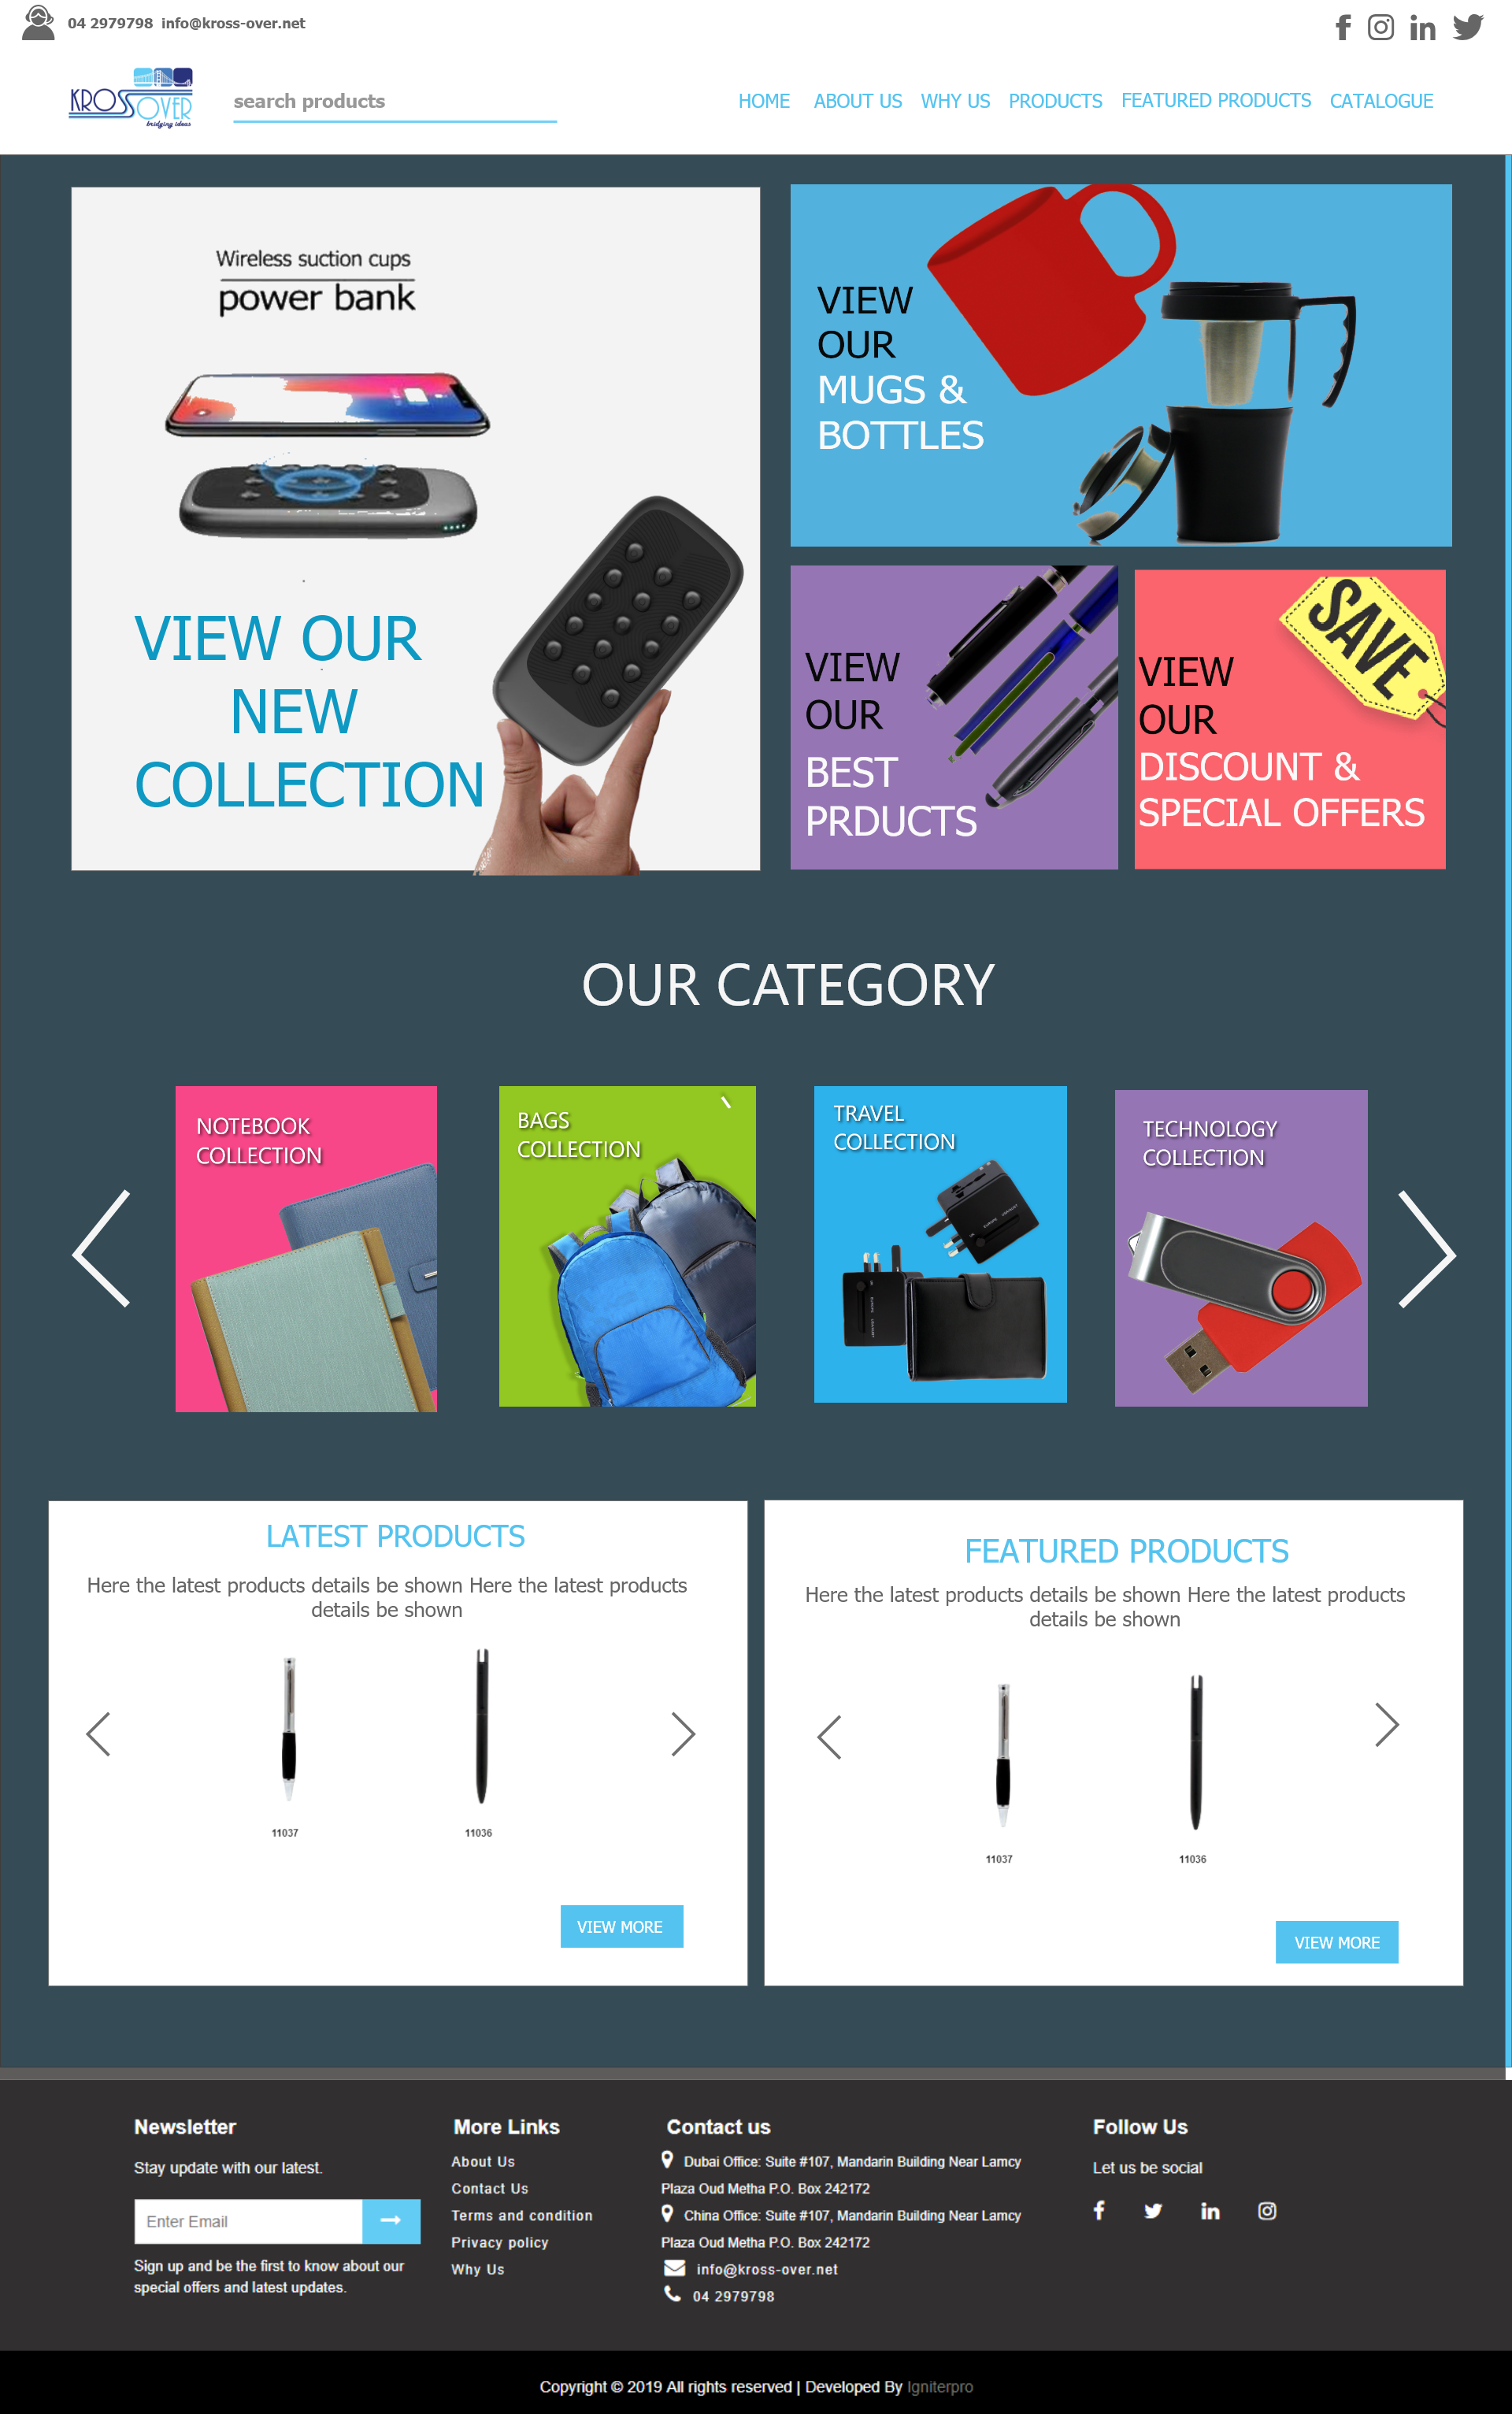 04 2979798 info@kross-over.net
KROSSOVER
bridging ideas
search products
HOME ABOUT US WHY US PRODUCTS FEATURED PRODUCTS CATALOGUE
Wireless suction cups
power bank
VIEW OUR
NEW
COLLECTION
VIEW
OUR
MUGS &
BOTTLES
VIEW
OUR
BEST
PRDUCTS
SAVE
VIEW
OUR
DISCOUNT &
SPECIAL OFFERS
OUR CATEGORY
NOTEBOOK
COLLECTION
BAGS
COLLECTION
TRAVEL
COLLECTION
TECHNOLOGY
COLLECTION
LATEST PRODUCTS
Here the latest products details be shown Here the latest products
details be shown
11037
11036
VIEW MORE
FEATURED PRODUCTS
Here the latest products details be shown Here the latest products
details be shown
11037
11036
VIEW MORE
Newsletter
Stay update with our latest.
Enter Email
Sign up and be the first to know about our
special offers and latest updates.
More Links
About Us
Contact Us
Terms and condition
Privacy policy
Why Us
Contact us
Dubai Office: Suite #107, Mandarin Building Near Lamcy
Plaza Oud Metha P.O. Box 242172
China Office: Suite #107, Mandarin Building Near Lamcy
Plaza Oud Metha P.O. Box 242172
info@kross-over.net
04 2979798
Follow Us
Let us be social
Copyright © 2019 All rights reserved | Developed By Igniterpro